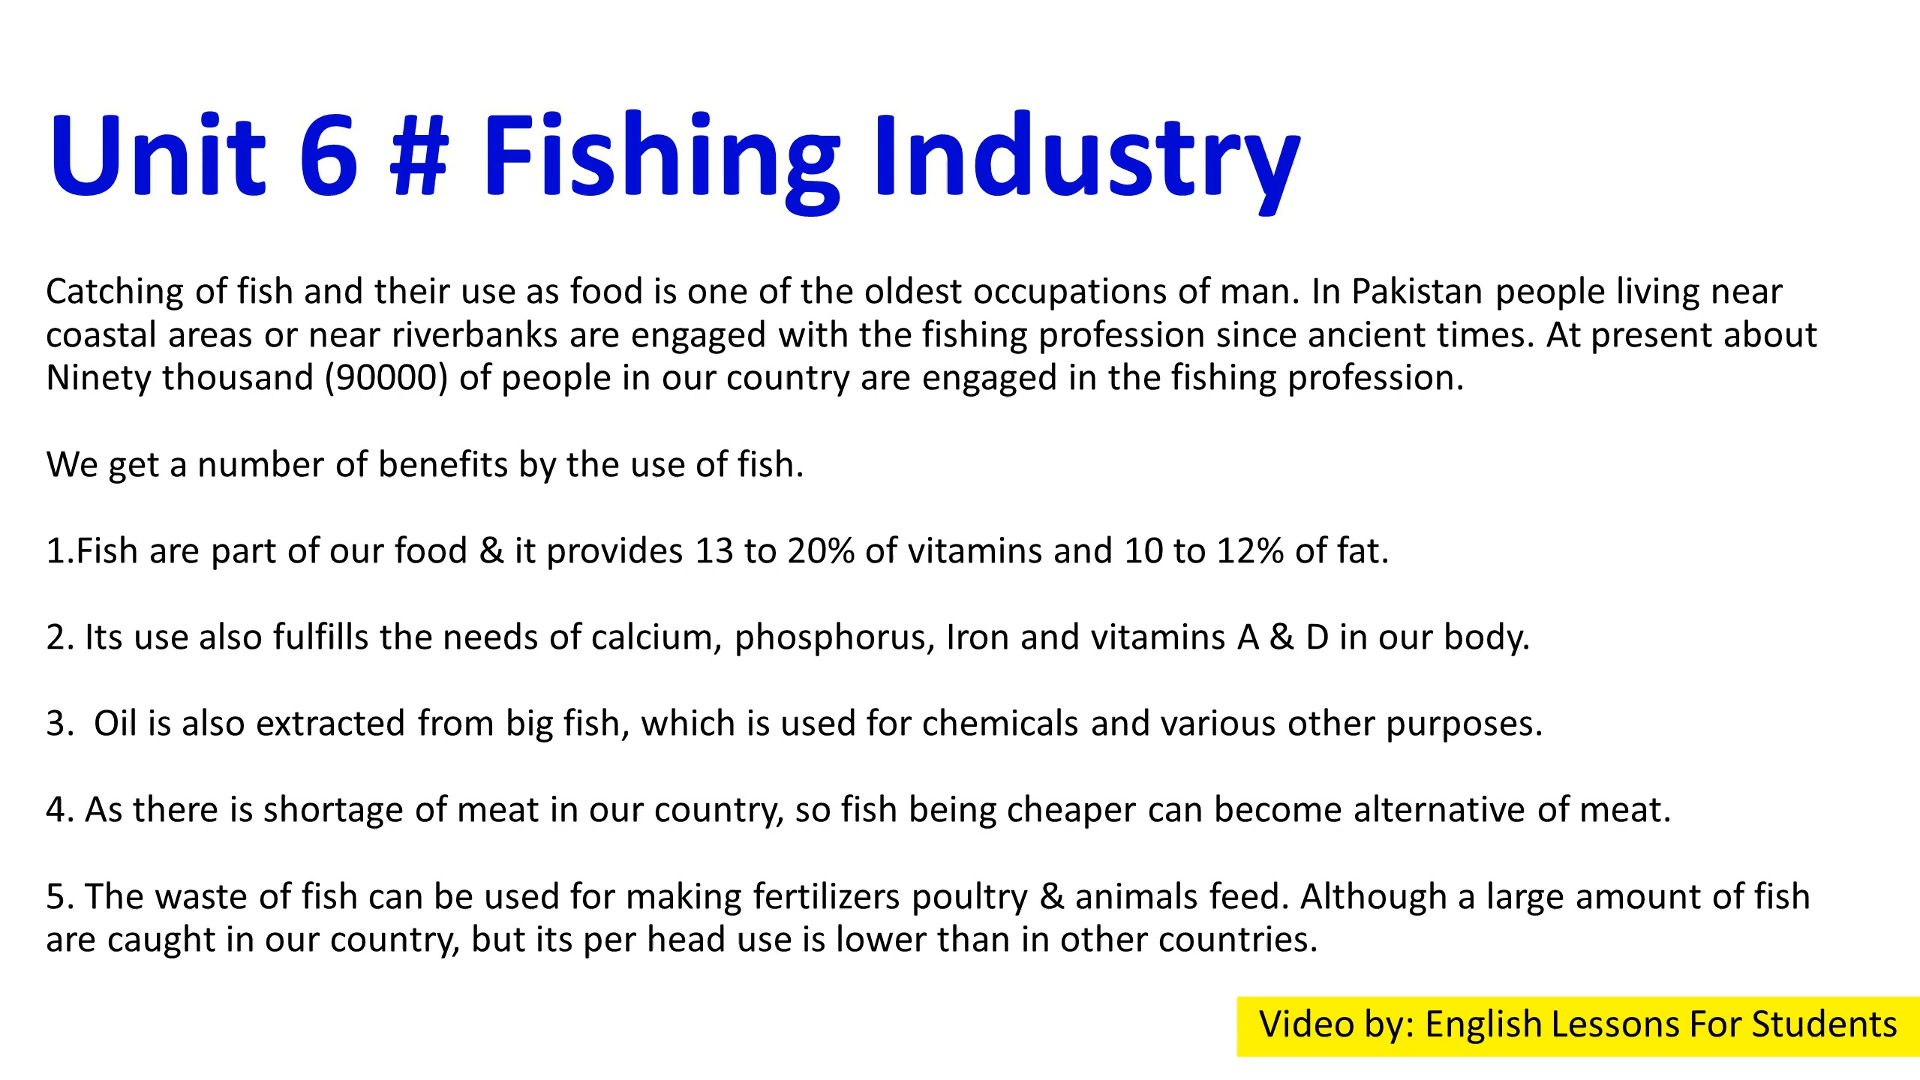 Unit 6 # Fishing Industry
Catching of fish and their use as food is one of the oldest occupations of man. In Pakistan people living near
coastal areas or near riverbanks are engaged with the fishing profession since ancient times. At present about
Ninety thousand (90000) of people in our country are engaged in the fishing profession.
We get a number of benefits by the use of fish.
1.Fish are part of our food & it provides 13 to 20% of vitamins and 10 to 12% of fat.
2. Its use also fulfills the needs of calcium, phosphorus, Iron and vitamins A & D in our body.
3.  Oil is also extracted from big fish, which is used for chemicals and various other purposes.
4. As there is shortage of meat in our country, so fish being cheaper can become alternative of meat.
5. The waste of fish can be used for making fertilizers poultry & animals feed. Although a large amount of fish
are caught in our country, but its per head use is lower than in other countries.
Video by: English Lessons For Students